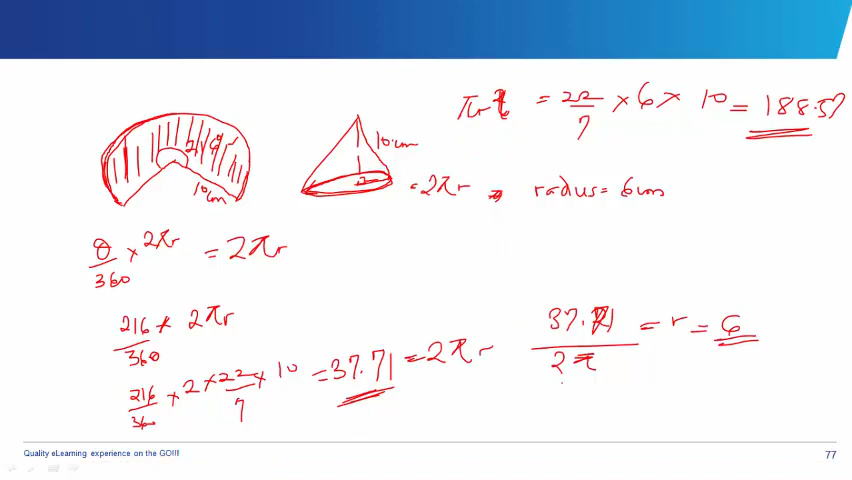 πrl = 22/7 × 6 × 10 = 188.57
216°
10cm
10cm
= 2πr
radius = 6cm
θ/360 × 2πr = 2πr
216/360 × 2πr
216/360 × 2 × 22/7 × 10 = 37.71 = 2πr
37.71/2π = r = 6
Quality eLearning experience on the GO!!!
77